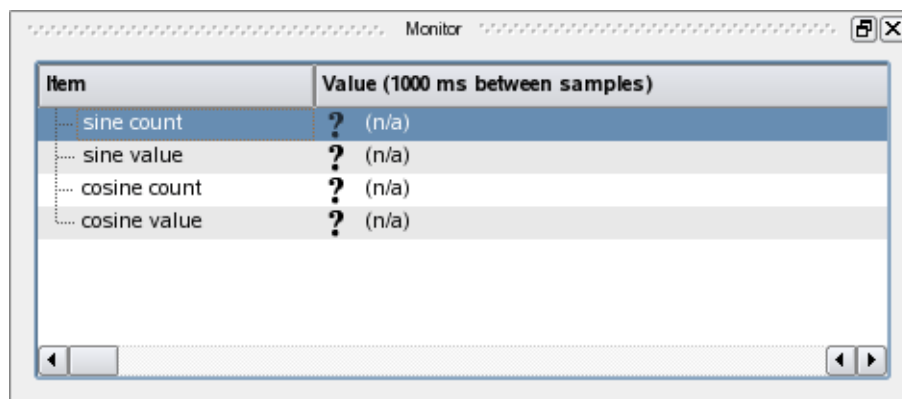 Monitor
Item Value (1000 ms between samples)
sine count ? (n/a)
sine value ? (n/a)
cosine count ? (n/a)
cosine value ? (n/a)